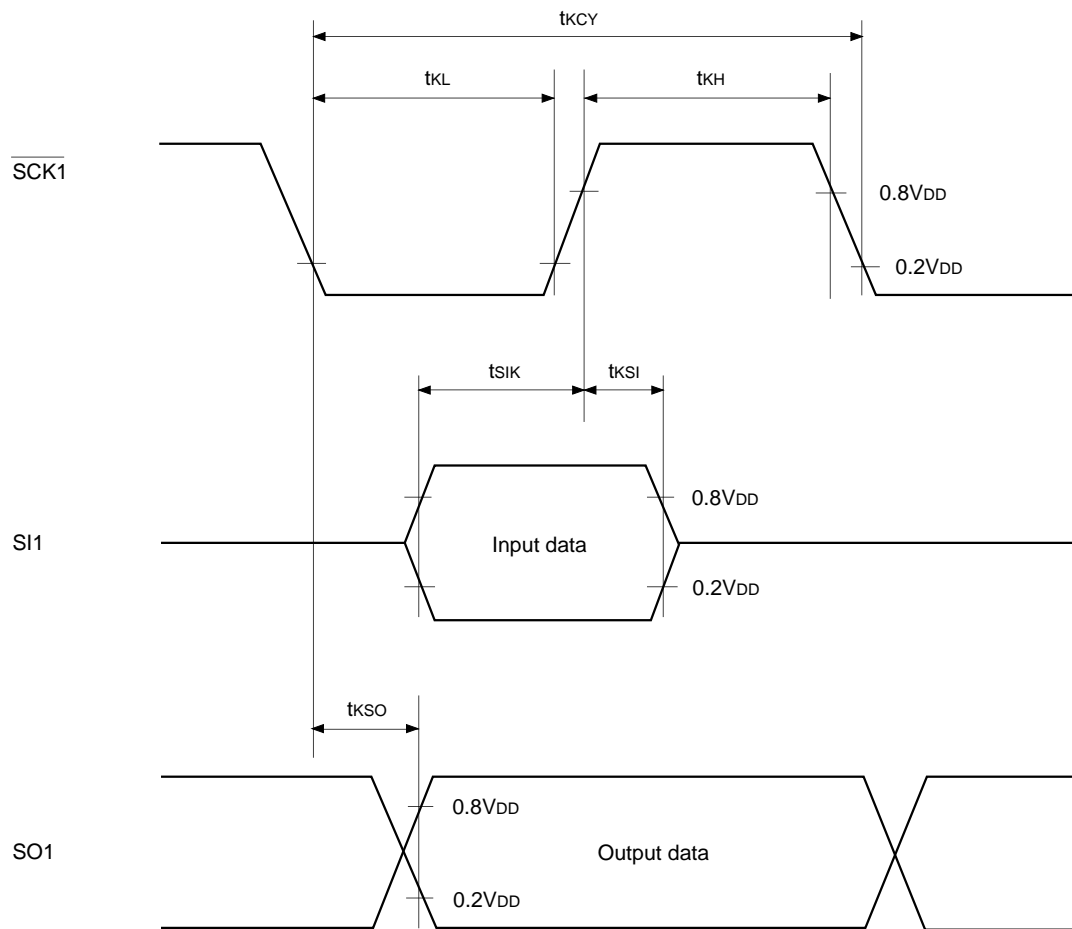 tKCY
tKL
tKH
SCK1
0.8VDD
0.2VDD
tSIK
tKSI
0.8VDD
SI1
Input data
0.2VDD
tKSO
0.8VDD
SO1
Output data
0.2VDD